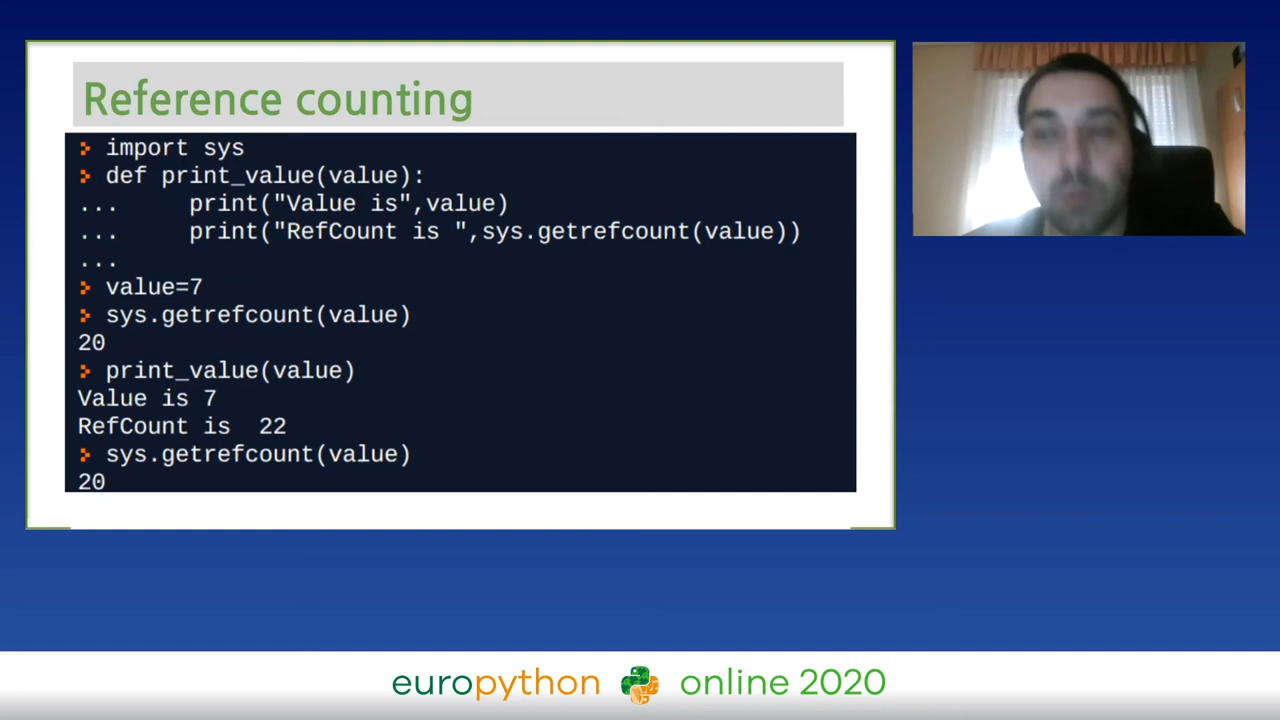 Reference counting
import sys
def print_value(value):
... print("Value is",value)
... print("RefCount is ",sys.getrefcount(value))
...
value=7
sys.getrefcount(value)
20
print_value(value)
Value is 7
RefCount is  22
sys.getrefcount(value)
20
europython online 2020